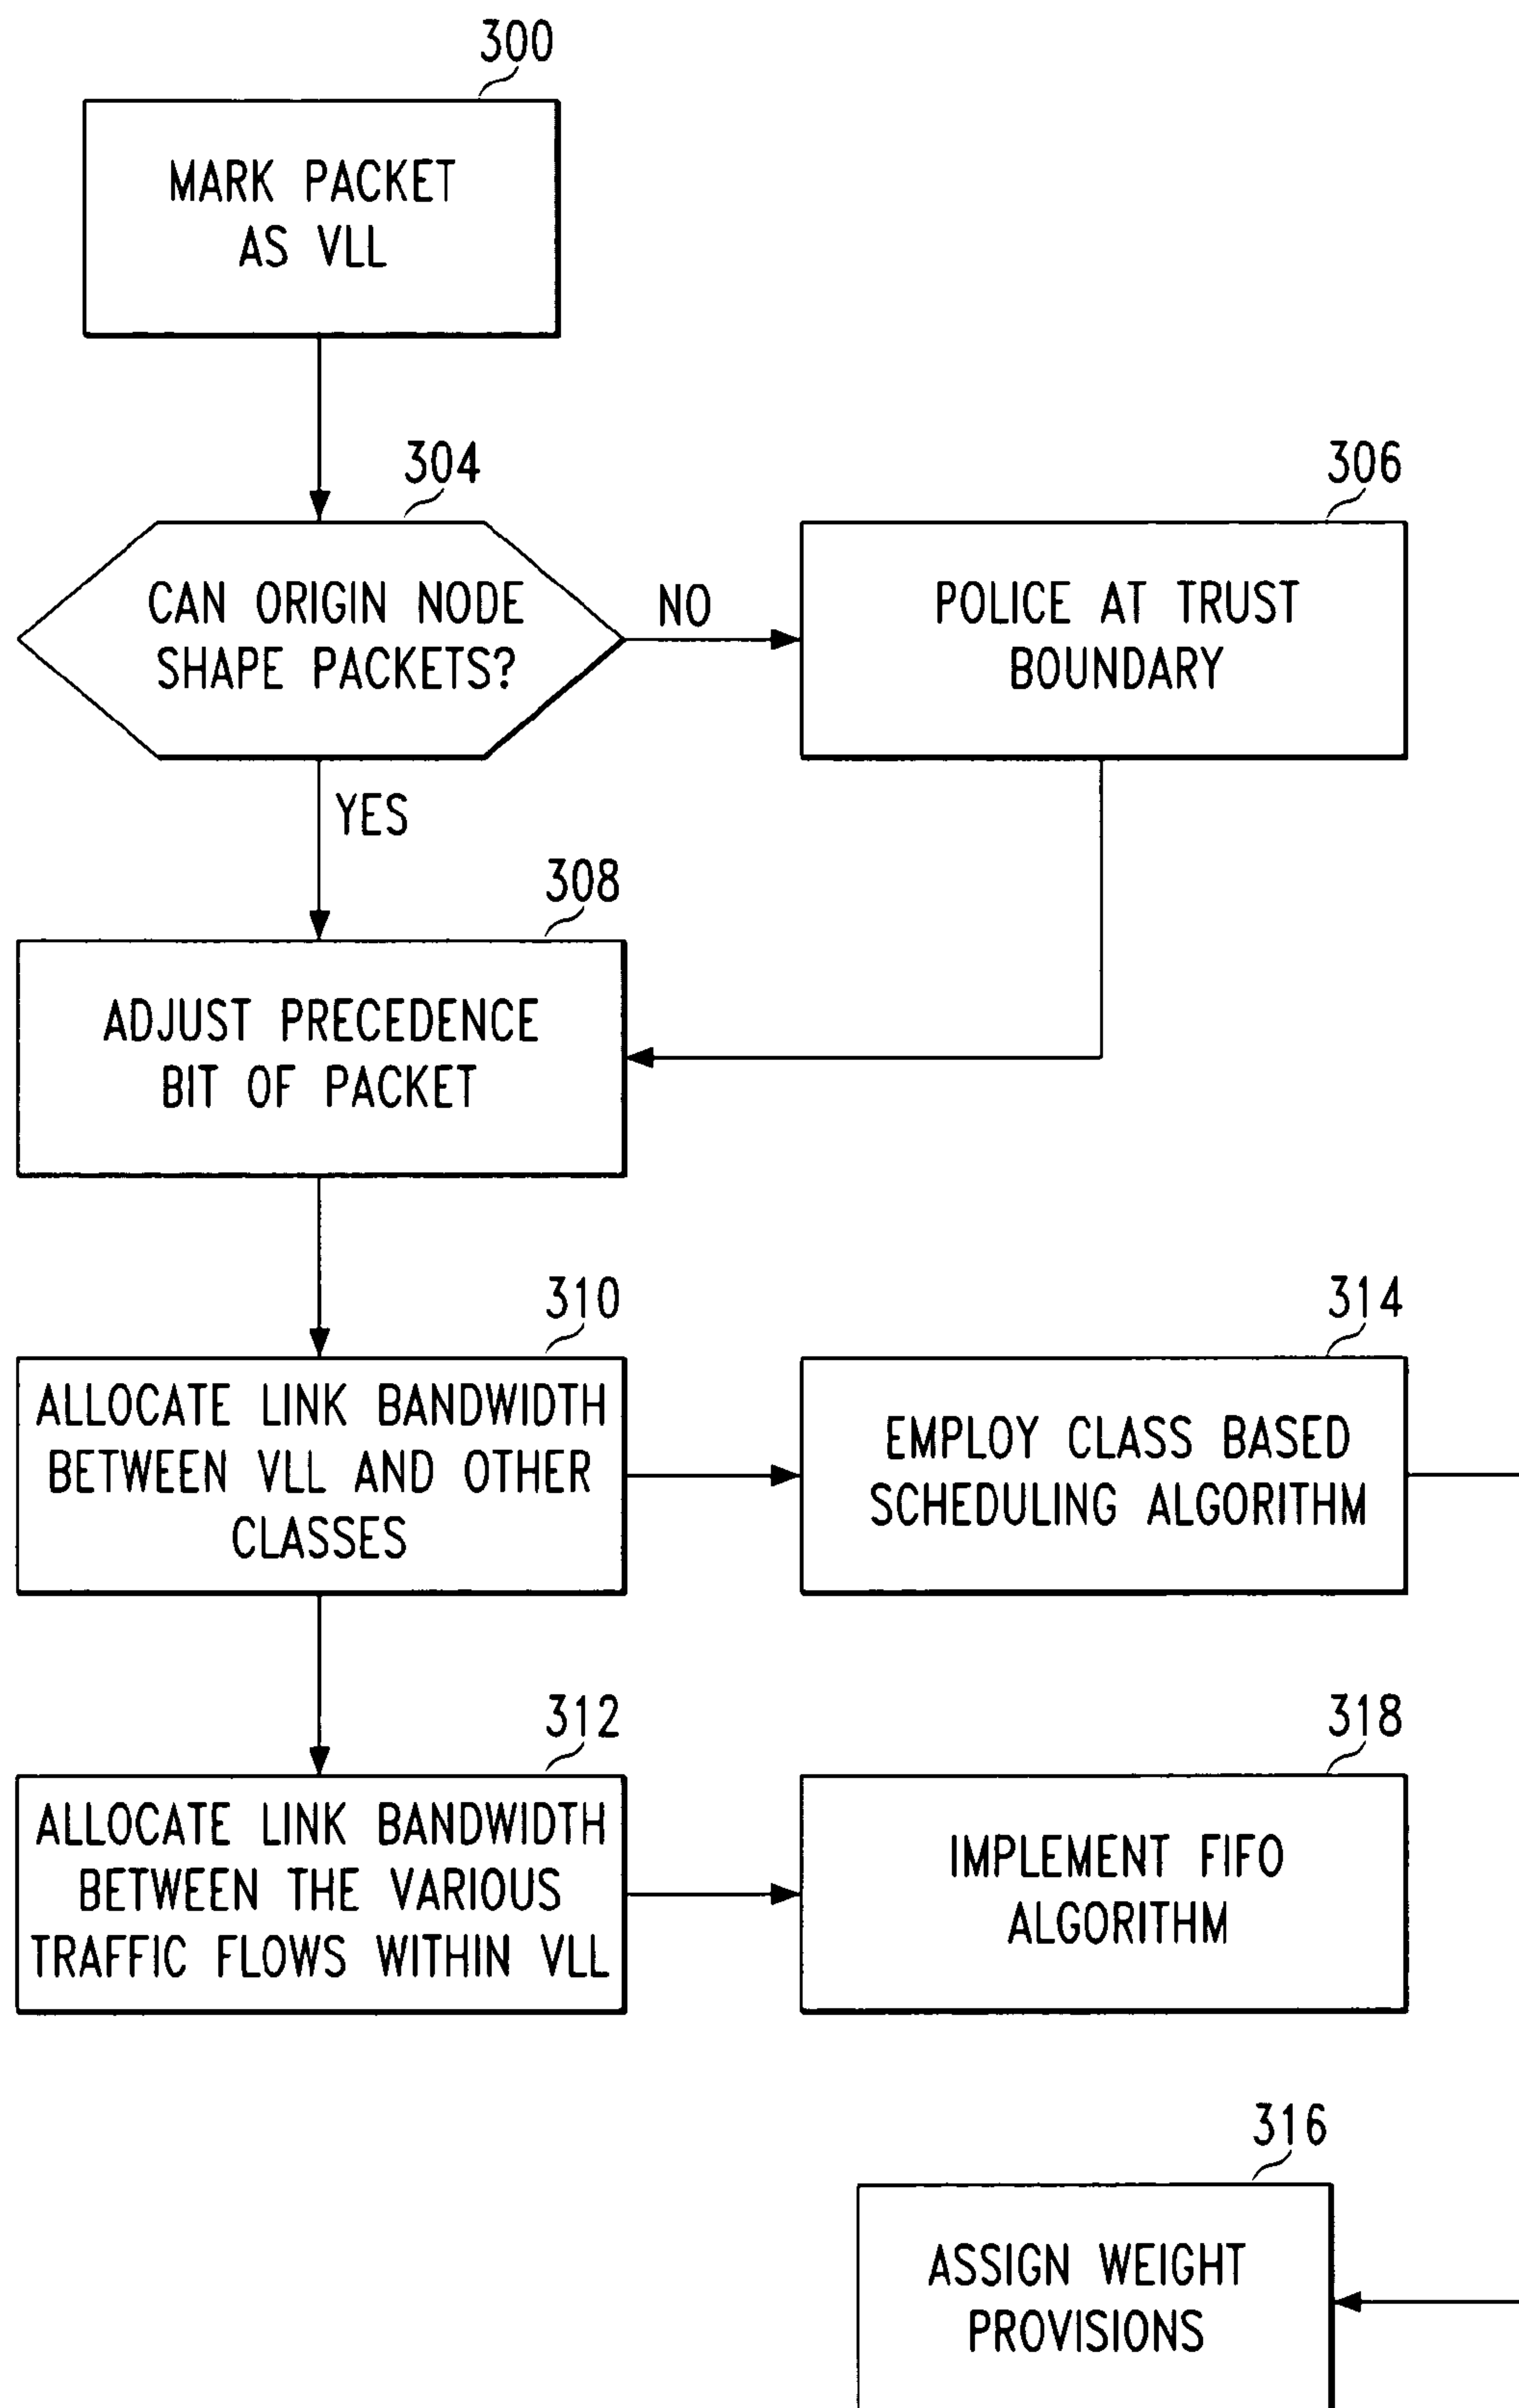 300
MARK PACKET
AS VLL
304
CAN ORIGIN NODE
SHAPE PACKETS?
NO
306
POLICE AT TRUST
BOUNDARY
YES
308
ADJUST PRECEDENCE
BIT OF PACKET
310
ALLOCATE LINK BANDWIDTH
BETWEEN VLL AND OTHER
CLASSES
314
EMPLOY CLASS BASED
SCHEDULING ALGORITHM
312
ALLOCATE LINK BANDWIDTH
BETWEEN THE VARIOUS
TRAFFIC FLOWS WITHIN VLL
318
IMPLEMENT FIFO
ALGORITHM
316
ASSIGN WEIGHT
PROVISIONS